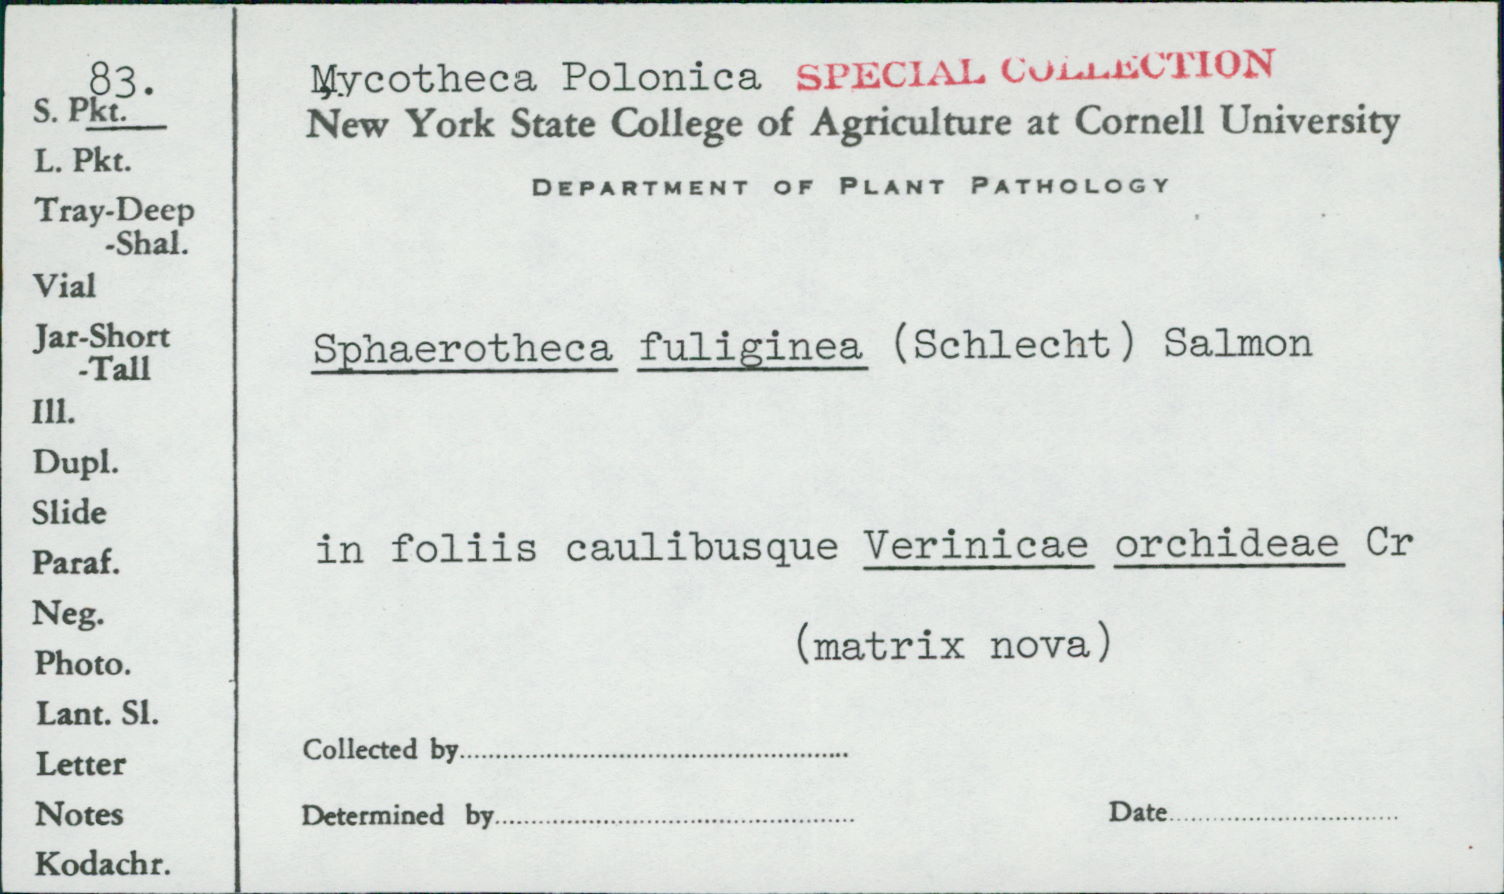 83.
S. Pkt.
L. Pkt.
Tray-Deep
-Shal.
Vial
Jar-Short
-Tall
Ill.
Dupl.
Slide
Paraf.
Neg.
Photo.
Lant. Sl.
Letter
Notes
Kodachr.
Mycotheca Polonica SPECIAL COLLECTION
New York State College of Agriculture at Cornell University
DEPARTMENT OF PLANT PATHOLOGY
Sphaerotheca fuliginea (Schlecht) Salmon
in foliis caulibusque Verinicae orchideae Cr
(matrix nova)
Collected by
Determined by
Date